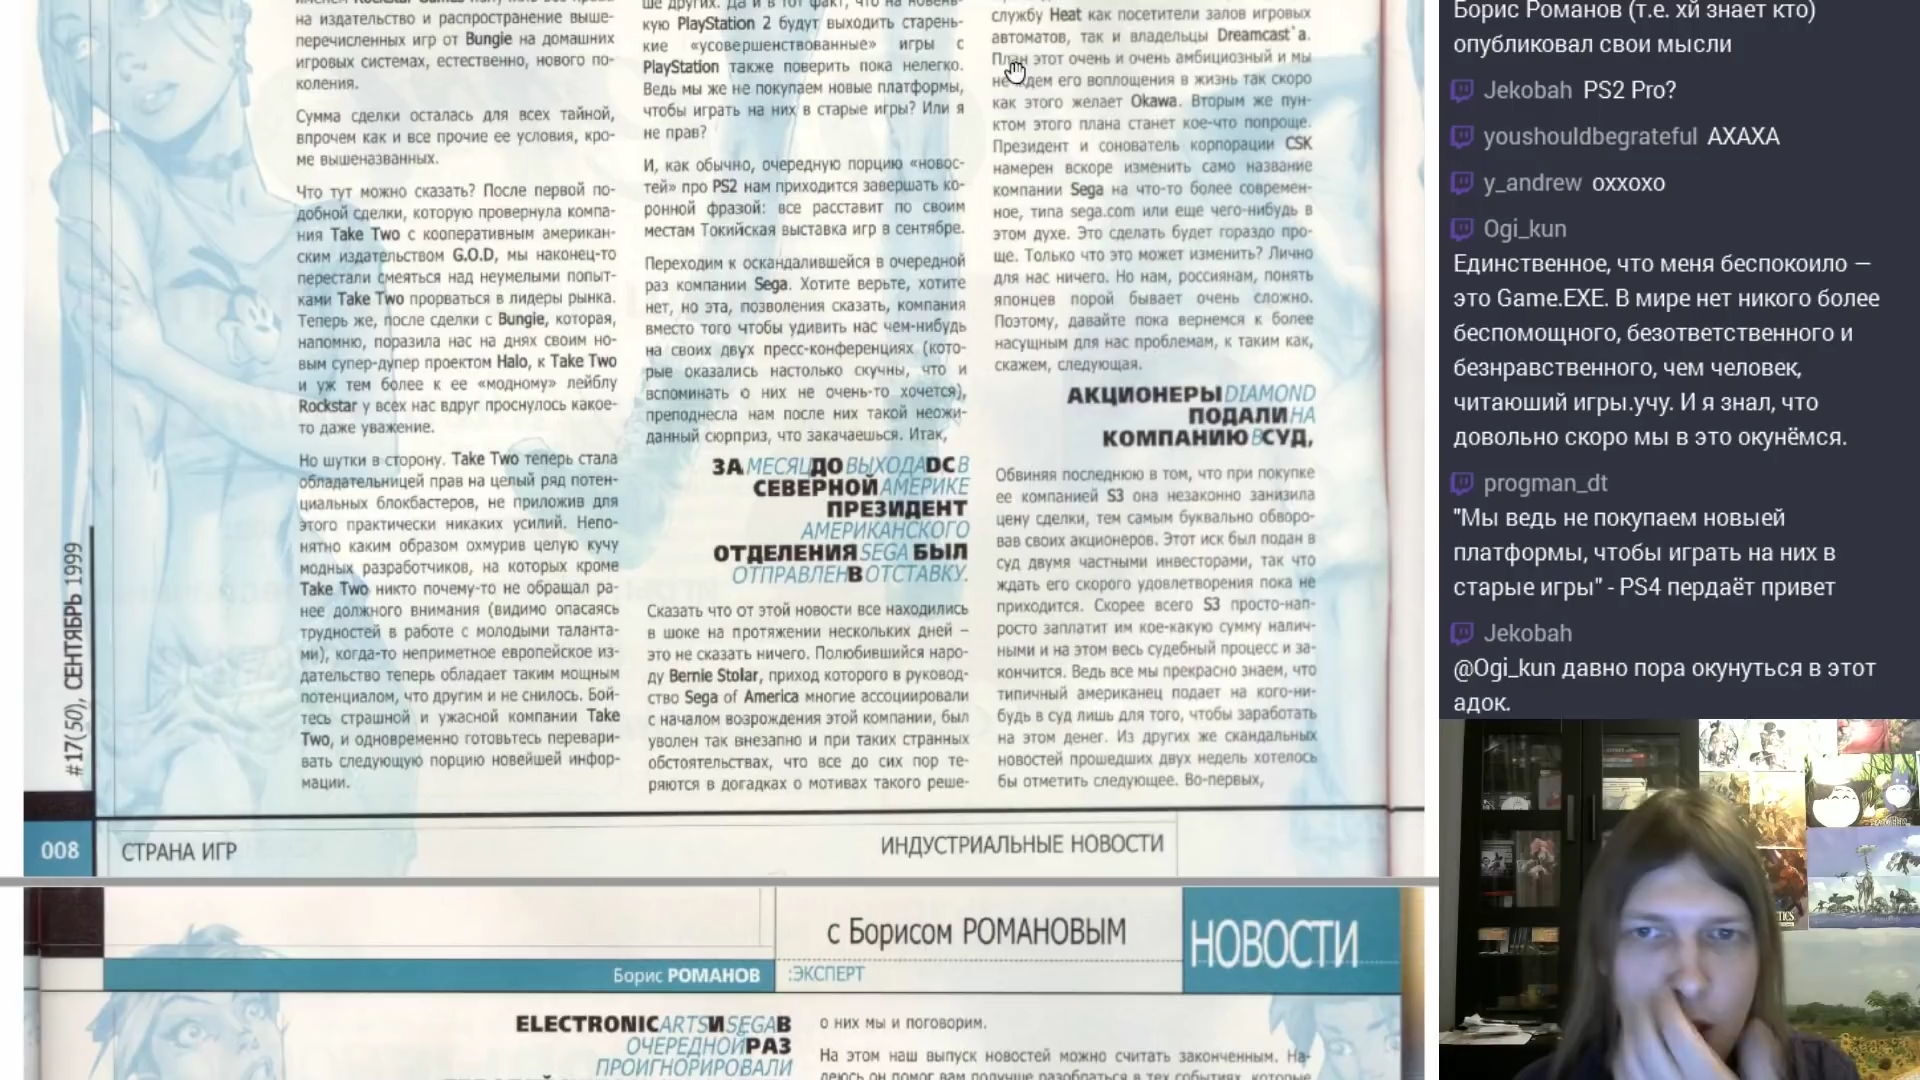 на издательство и распространение выше-
перечисленных игр от Bungie на домашних
игровых системах, естественно, нового по-
коления.
Сумма сделки осталась для всех тайной,
впрочем как и все прочие ее условия, кро-
ме вышеназванных.
Что тут можно сказать? После первой по-
добной сделки, которую провернула компа-
ния Take Two с кооперативным американ-
ским издательством G.O.D, мы наконец-то
перестали смеяться над неумелыми попыт-
ками Take Two прорваться в лидеры рынка.
Теперь же, после сделки с Bungie, которая,
напомню, поразила нас на днях своим но-
вым супер-дупер проектом Halo, к Take Two
и уж тем более к ее «модному» лейблу
Rockstar у всех нас вдруг проснулось какое-
то даже уважение.
Но шутки в сторону. Take Two теперь стала
обладательницей прав на целый ряд потен-
циальных блокбастеров, не приложив для
этого практически никаких усилий. Непо-
нятно каким образом охмурив целую кучу
модных разработчиков, на которых кроме
Take Two никто почему-то не обращал ра-
нее должного внимания (видимо опасаясь
трудностей в работе с молодыми таланта-
ми), когда-то неприметное европейское из-
дательство теперь обладает таким мощным
потенциалом, что другим и не снилось. Бой-
тесь страшной и ужасной компании Take
Two, и одновременно готовьтесь перевари-
вать следующую порцию новейшей инфор-
мации.
ше других. Да и в тот факт, что на новень-
кую PlayStation 2 будут выходить старень-
кие «усовершенствованные» игры с
PlayStation также поверить пока нелегко.
Ведь мы же не покупаем новые платформы,
чтобы играть на них в старые игры? Или я
не прав?
И, как обычно, очередную порцию «новос-
тей» про PS2 нам приходится завершать ко-
ронной фразой: все расставит по своим
местам Токийская выставка игр в сентябре.
Переходим к оскандалившейся в очередной
раз компании Sega. Хотите верьте, хотите
нет, но эта, позволения сказать, компания
вместо того чтобы удивить нас чем-нибудь
на своих двух пресс-конференциях (кото-
рые оказались настолько скучны, что и
вспоминать о них не очень-то хочется),
преподнесла нам после них такой неожи-
данный сюрприз, что закачаешься. Итак,
ЗА МЕСЯЦ ДО ВЫХОДА DC В
СЕВЕРНОЙ АМЕРИКЕ
ПРЕЗИДЕНТ
АМЕРИКАНСКОГО
ОТДЕЛЕНИЯ SEGA БЫЛ
ОТПРАВЛЕН В ОТСТАВКУ.
Сказать что от этой новости все находились
в шоке на протяжении нескольких дней –
это не сказать ничего. Полюбившийся наро-
ду Bernie Stolar, приход которого в руковод-
ство Sega of America многие ассоциировали
с началом возрождения этой компании, был
уволен так внезапно и при таких странных
обстоятельствах, что все до сих пор те-
ряются в догадках о мотивах такого реше-
службу Heat как посетители залов игровых
автоматов, так и владельцы Dreamcast`а.
План этот очень и очень амбициозный и мы
не ждем его воплощения в жизнь так скоро
как этого желает Okawa. Вторым же пун-
ктом этого плана станет кое-что попроще.
Президент и сонователь корпорации CSK
намерен вскоре изменить само название
компании Sega на что-то более современ-
ное, типа sega.com или еще чего-нибудь в
этом духе. Это сделать будет гораздо про-
ще. Только что это может изменить? Лично
для нас ничего. Но нам, россиянам, понять
японцев порой бывает очень сложно.
Поэтому, давайте пока вернемся к более
насущным для нас проблемам, к таким как,
скажем, следующая.
АКЦИОНЕРЫ DIAMOND
ПОДАЛИ НА
КОМПАНИЮ В СУД,
Обвиняя последнюю в том, что при покупке
ее компанией S3 она незаконно занизила
цену сделки, тем самым буквально обворо-
вав своих акционеров. Этот иск был подан в
суд двумя частными инвесторами, так что
ждать его скорого удовлетворения пока не
приходится. Скорее всего S3 просто-нап-
росто заплатит им кое-какую сумму налич-
ными и на этом весь судебный процесс и за-
кончится. Ведь все мы прекрасно знаем, что
типичный американец подает на кого-ни-
будь в суд лишь для того, чтобы заработать
на этом денег. Из других же скандальных
новостей прошедших двух недель хотелось
бы отметить следующее. Во-первых,
#17(50), СЕНТЯБРЬ 1999
008
СТРАНА ИГР
ИНДУСТРИАЛЬНЫЕ НОВОСТИ
с Борисом РОМАНОВЫМ
НОВОСТИ
Борис РОМАНОВ
:ЭКСПЕРТ
ELECTRONIC ARTS И SEGA В
ОЧЕРЕДНОЙ РАЗ
ПРОИГНОРИРОВАЛИ
о них мы и поговорим.
На этом наш выпуск новостей можно считать законченным. На-
деюсь он помог вам получше разобраться в тех событиях, которые
Борис Романов (т.е. хй знает кто)
опубликовал свои мысли
Jekobah PS2 Pro?
youshouldbegrateful АХАХА
y_andrew оххохо
Ogi_kun
Единственное, что меня беспокоило —
это Game.EXE. В мире нет никого более
беспомощного, безответственного и
безнравственного, чем человек,
читаюший игры.учу. И я знал, что
довольно скоро мы в это окунёмся.
progman_dt
"Мы ведь не покупаем новыей
платформы, чтобы играть на них в
старые игры" - PS4 пердаёт привет
Jekobah
@Ogi_kun давно пора окунуться в этот
адок.